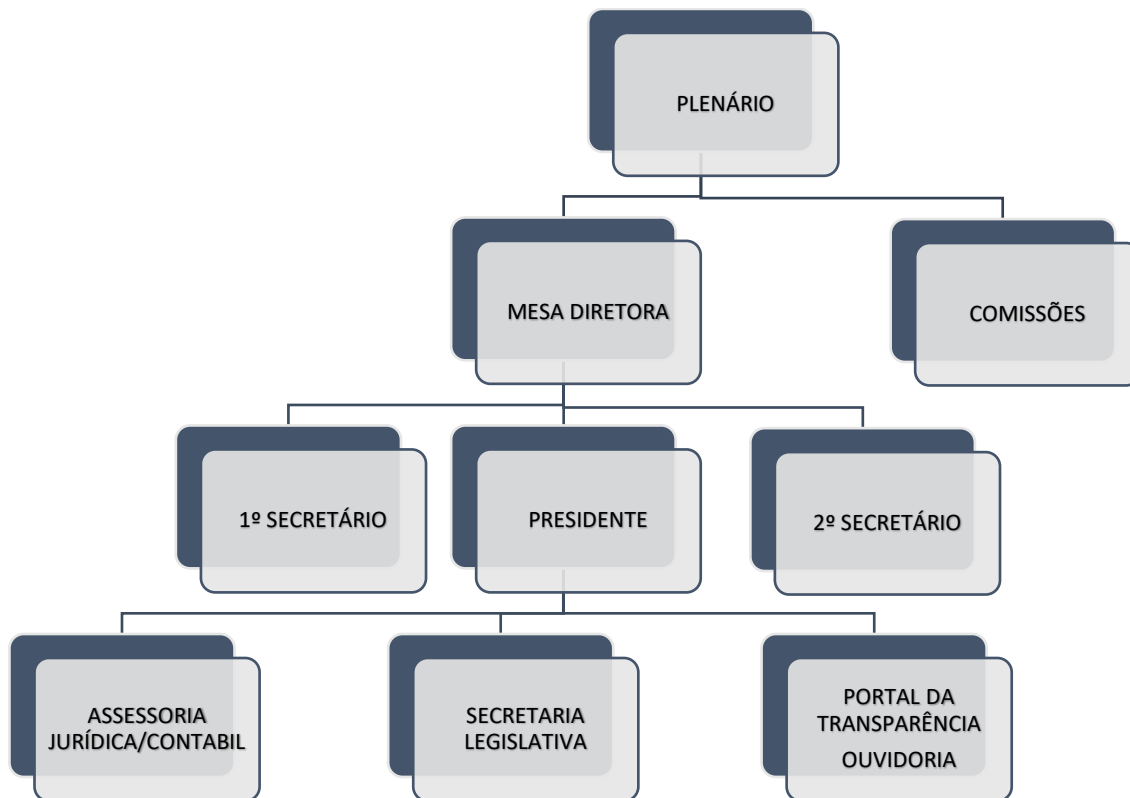 PLENÁRIO
MESA DIRETORA
COMISSÕES
1º SECRETÁRIO
PRESIDENTE
2º SECRETÁRIO
ASSESSORIA
JURÍDICA/CONTABIL
SECRETARIA
LEGISLATIVA
PORTAL DA
TRANSPARÊNCIA
OUVIDORIA